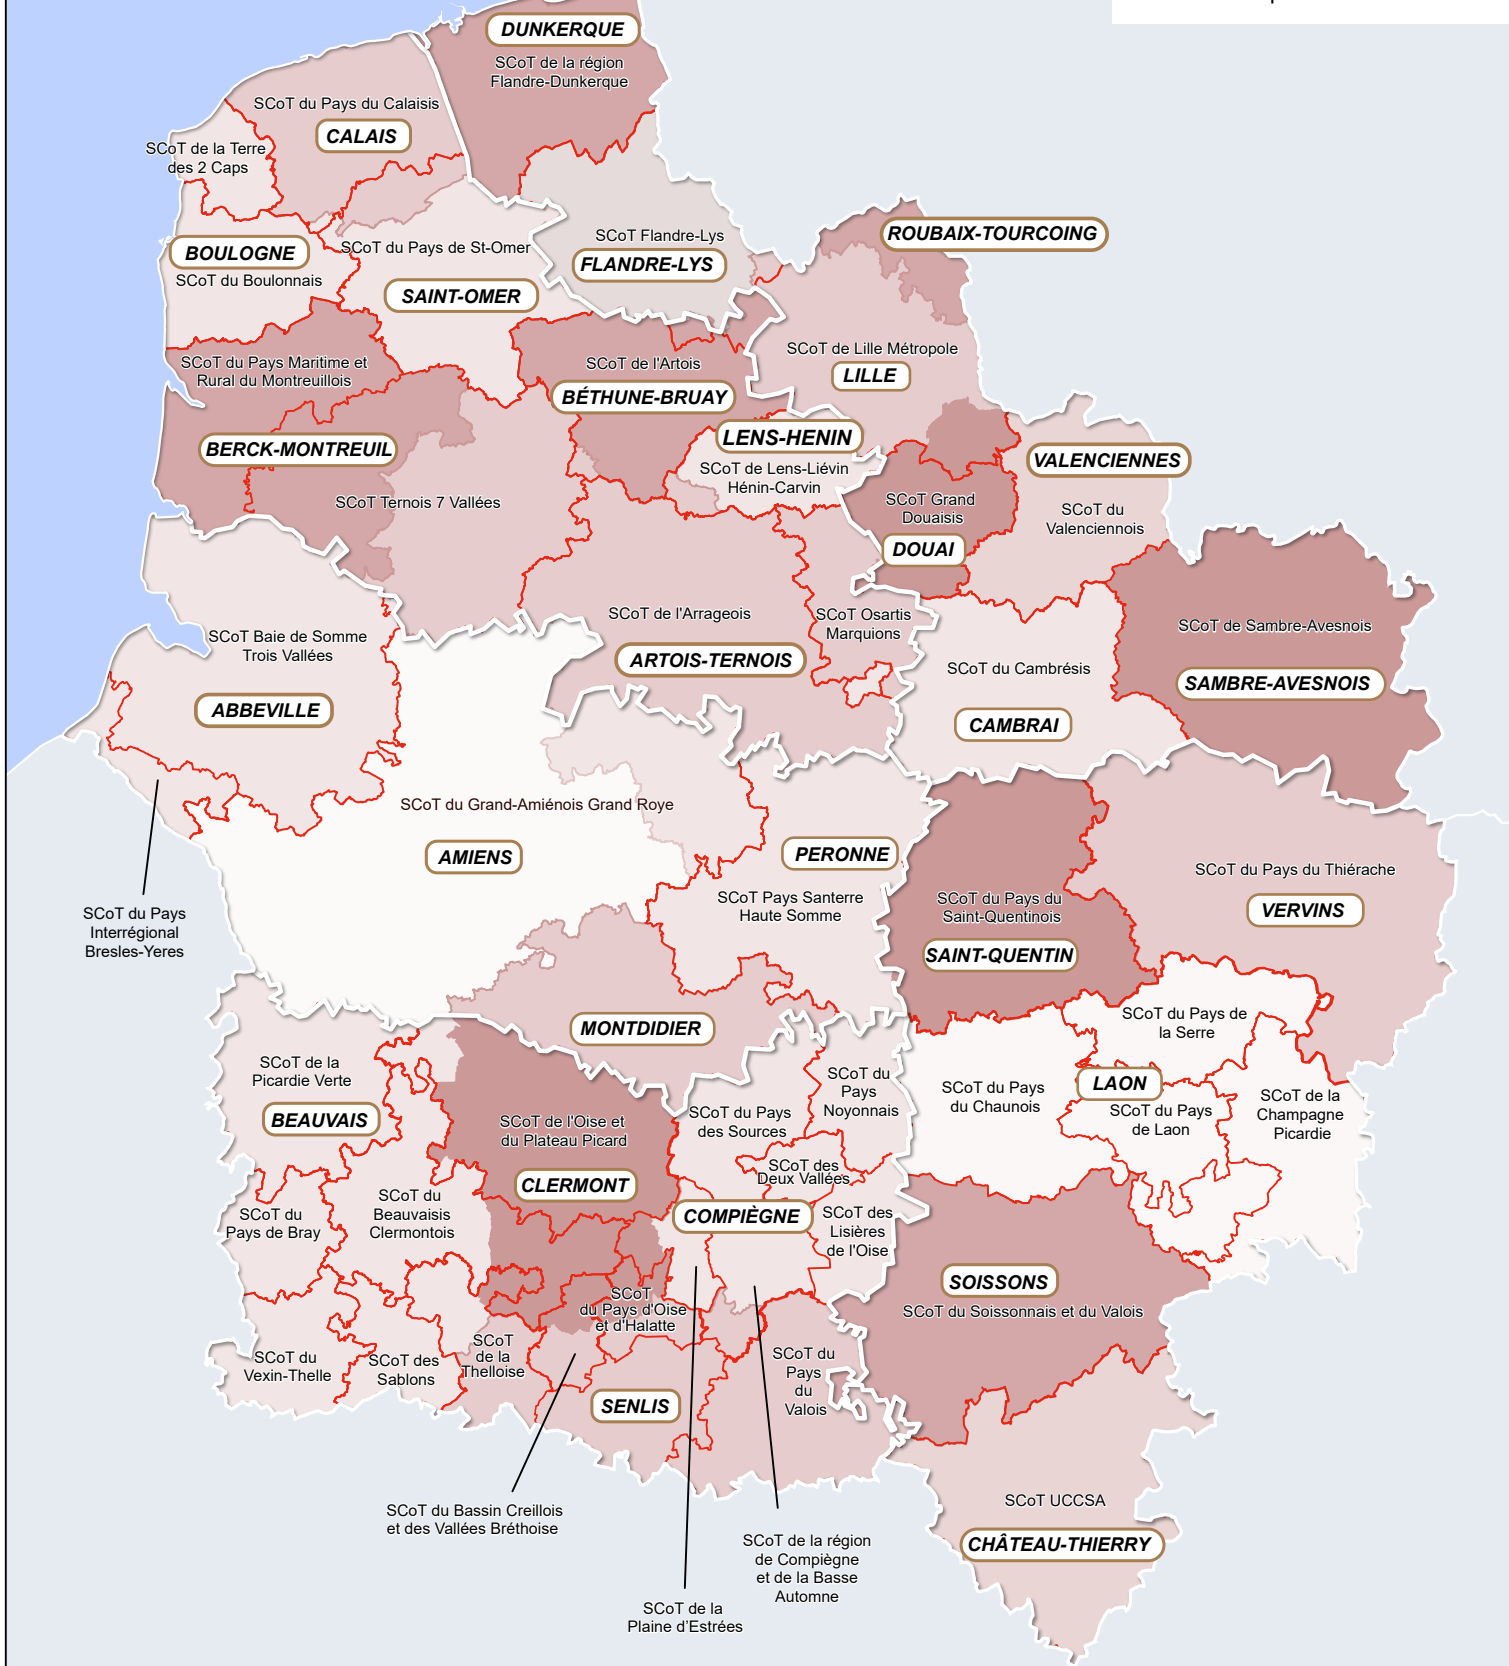 DUNKERQUE
SCoT de la région
Flandre-Dunkerque
SCoT du Pays du Calaisis
CALAIS
SCoT de la Terre
des 2 Caps
BOULOGNE
SCoT du Boulonnais
SCoT du Pays de St-Omer
SAINT-OMER
SCoT Flandre-Lys
FLANDRE-LYS
ROUBAIX-TOURCOING
SCoT de Lille Métropole
LILLE
SCoT du Pays Maritime et
Rural du Montreuillois
BERCK-MONTREUIL
SCoT de l'Artois
BÉTHUNE-BRUAY
LENS-HENIN
SCoT de Lens-Liévin
Hénin-Carvin
SCoT Ternois 7 Vallées
VALENCIENNES
SCoT du
Valenciennois
SCoT Grand
Douaisis
DOUAI
SCoT de l'Arrageois
ARTOIS-TERNOIS
SCoT Osartis
Marquions
SCoT de Sambre-Avesnois
SAMBRE-AVESNOIS
SCoT du Cambrésis
CAMBRAI
SCoT Baie de Somme
Trois Vallées
ABBEVILLE
SCoT du Grand-Amiénois Grand Roye
AMIENS
PERONNE
SCoT Pays Santerre
Haute Somme
SCoT du Pays
Interrégional
Bresles-Yeres
SCoT du Pays du
Saint-Quentinois
SAINT-QUENTIN
SCoT du Pays du Thiérache
VERVINS
MONTDIDIER
SCoT du Pays de
la Serre
SCoT de la
Picardie Verte
BEAUVAIS
SCoT de l'Oise et
du Plateau Picard
CLERMONT
SCoT du Pays
des Sources
SCoT du
Pays
Noyonnais
SCoT du Pays
du Chaunois
LAON
SCoT du Pays
de Laon
SCoT de la
Champagne
Picardie
SCoT des
Deux Vallées
COMPIÈGNE
SCoT des
Lisières
de l'Oise
SCoT du
Pays de Bray
SCoT du
Beauvaisis
Clermontois
SOISSONS
SCoT du Soissonnais et du Valois
SCoT
du Pays d'Oise
et d'Halatte
SCoT du
Vexin-Thelle
SCoT des
Sablons
SCoT
de la
Thelloise
SCoT du
Pays
du
Valois
SENLIS
SCoT du Bassin Creillois
et des Vallées Bréthoise
SCoT UCCSA
CHÂTEAU-THIERRY
SCoT de la région
de Compiègne
et de la Basse
Automne
SCoT de la
Plaine d'Estrées